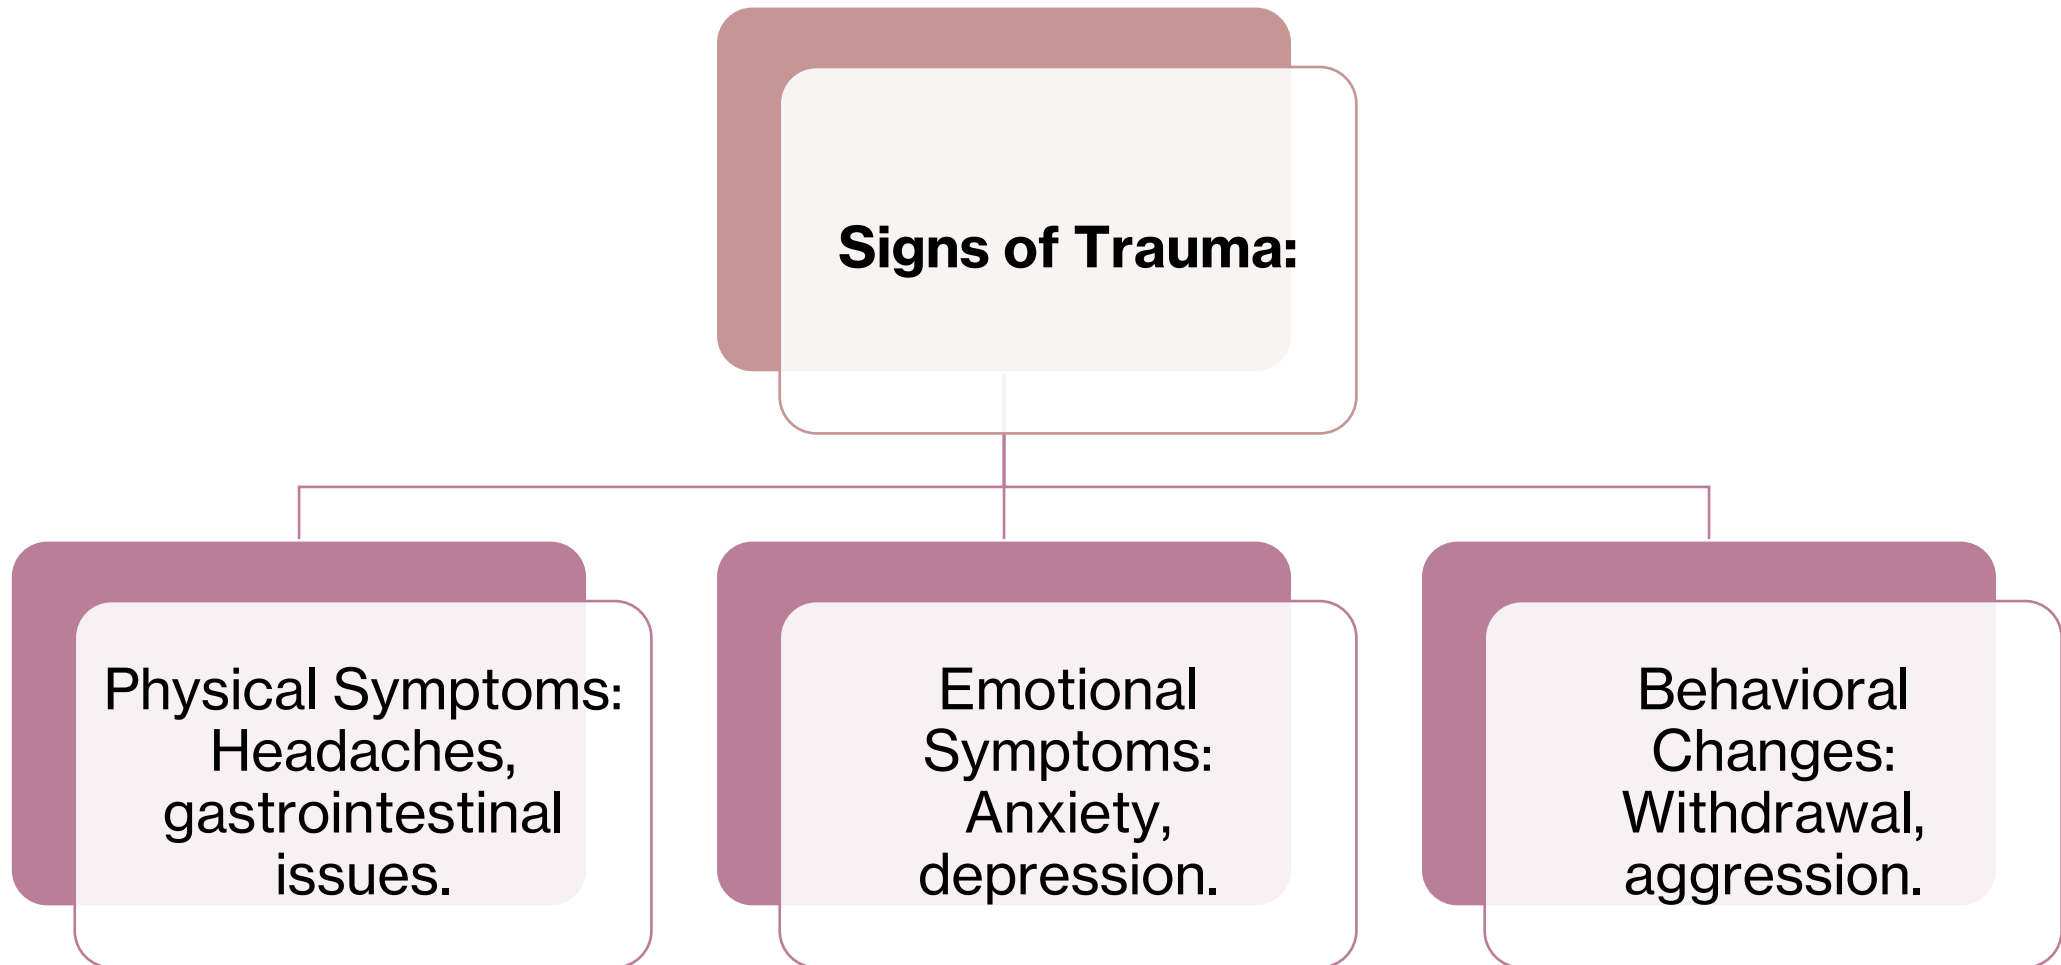 Signs of Trauma:
Physical Symptoms:
Headaches,
gastrointestinal
issues.
Emotional
Symptoms:
Anxiety,
depression.
Behavioral
Changes:
Withdrawal,
aggression.